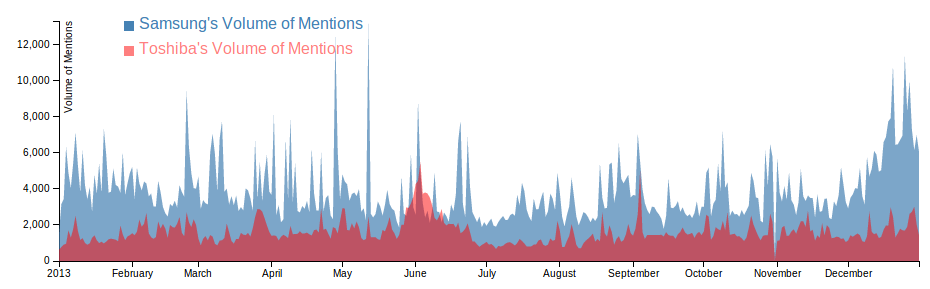 Samsung's Volume of Mentions
Toshiba's Volume of Mentions
Volume of Mentions
12,000
10,000
8,000
6,000
4,000
2,000
0
2013 February March April May June July August September October November December